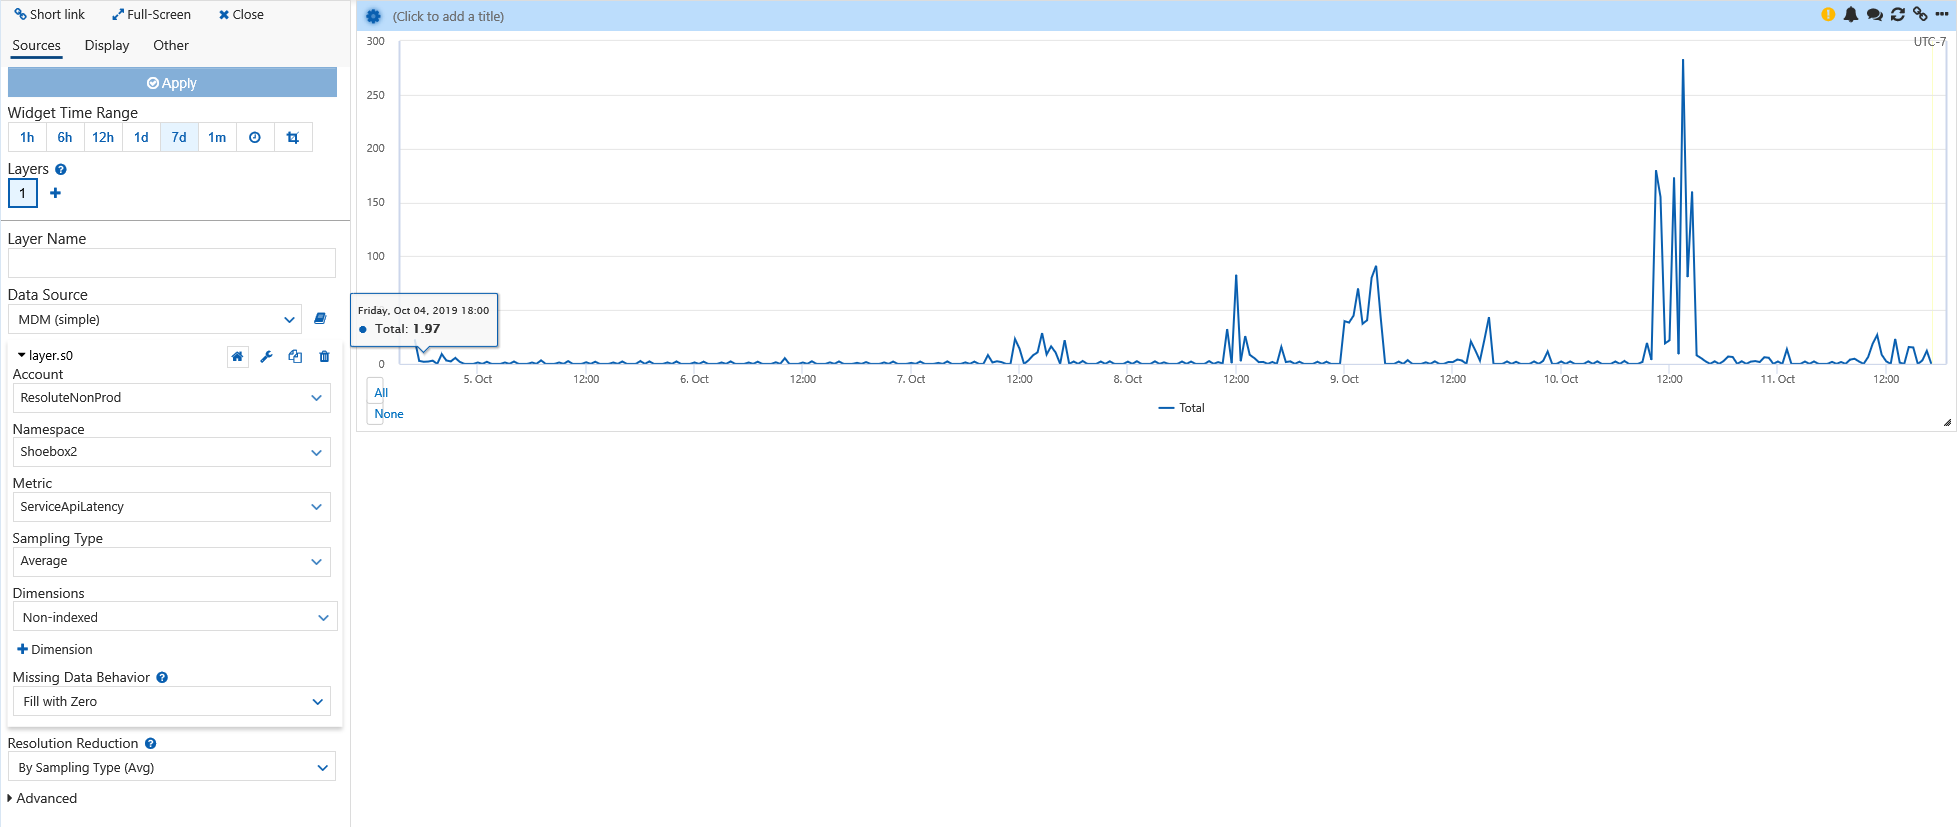 Short link Full-Screen Close
Sources Display Other
Apply
Widget Time Range
1h 6h 12h 1d 7d 1m
Layers
1
Layer Name
Data Source
MDM (simple)
layer.s0
Account
ResoluteNonProd
Namespace
Shoebox2
Metric
ServiceApiLatency
Sampling Type
Average
Dimensions
Non-indexed
Dimension
Missing Data Behavior
Fill with Zero
Resolution Reduction
By Sampling Type (Avg)
Advanced
(Click to add a title)
UTC-7
300
250
200
150
100
0
Friday, Oct 04, 2019 18:00
Total: 1.97
5. Oct 12:00 6. Oct 12:00 7. Oct 12:00 8. Oct 12:00 9. Oct 12:00 10. Oct 12:00 11. Oct 12:00
All
None
Total